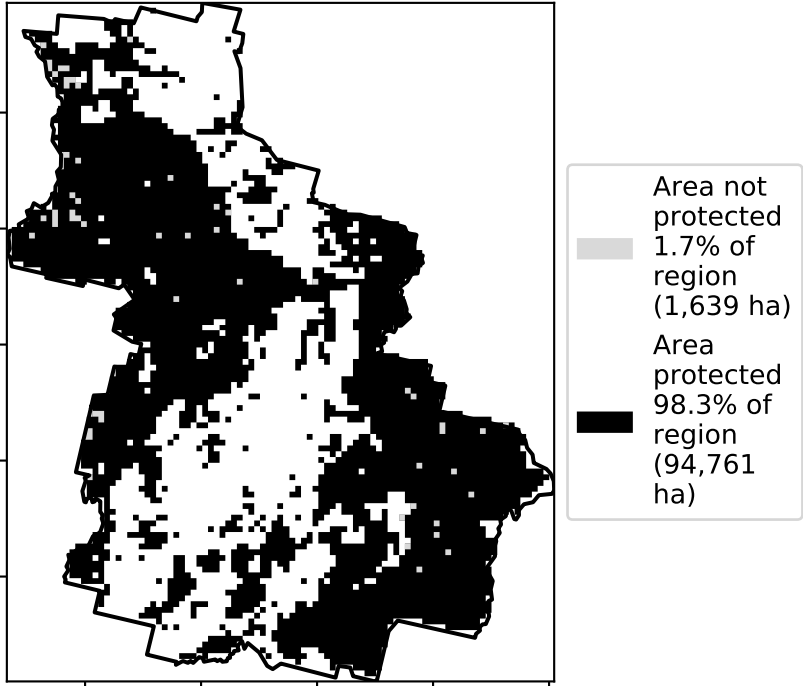 Area not
protected
1.7% of
region
(1,639 ha)
Area
protected
98.3% of
region
(94,761
ha)